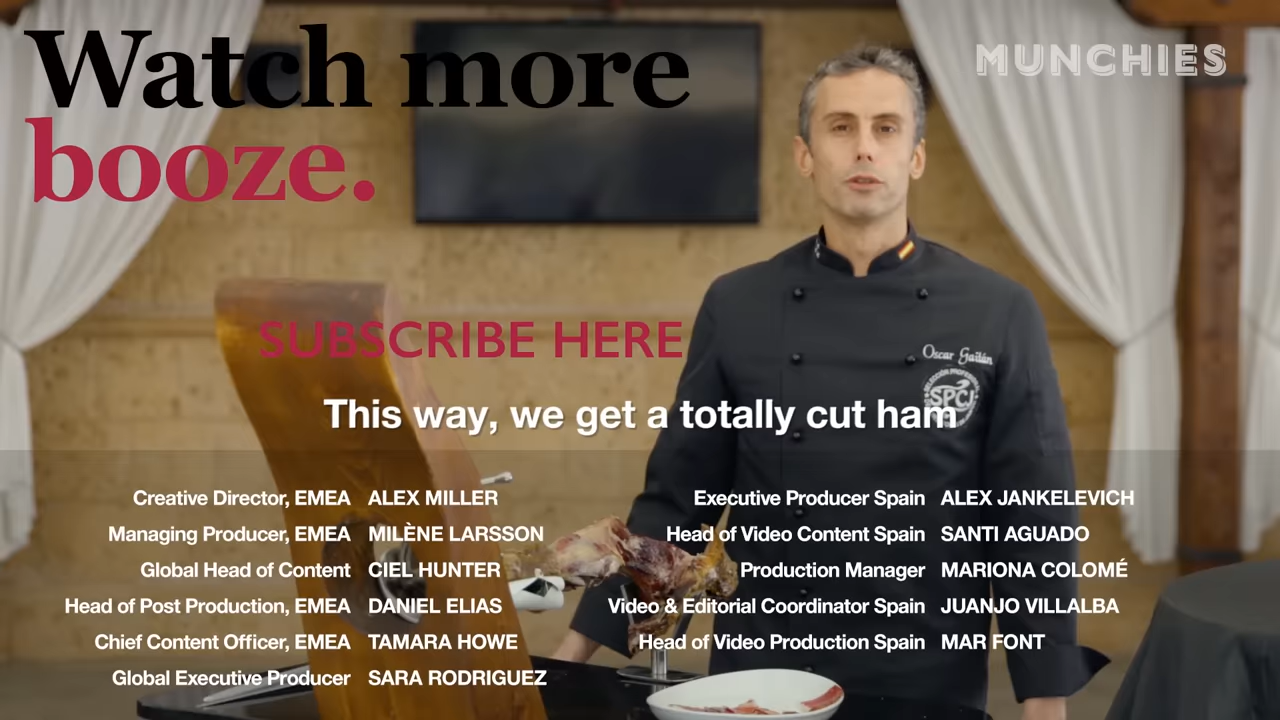 Watch more
booze.
MUNCHIES
SUBSCRIBE HERE
Oscar Gaitán
SPCJ
This way, we get a totally cut ham
Creative Director, EMEA ALEX MILLER
Managing Producer, EMEA MILÈNE LARSSON
Global Head of Content CIEL HUNTER
Head of Post Production, EMEA DANIEL ELIAS
Chief Content Officer, EMEA TAMARA HOWE
Global Executive Producer SARA RODRIGUEZ
Executive Producer Spain ALEX JANKELEVICH
Head of Video Content Spain SANTI AGUADO
Production Manager MARIONA COLOMÉ
Video & Editorial Coordinator Spain JUANJO VILLALBA
Head of Video Production Spain MAR FONT